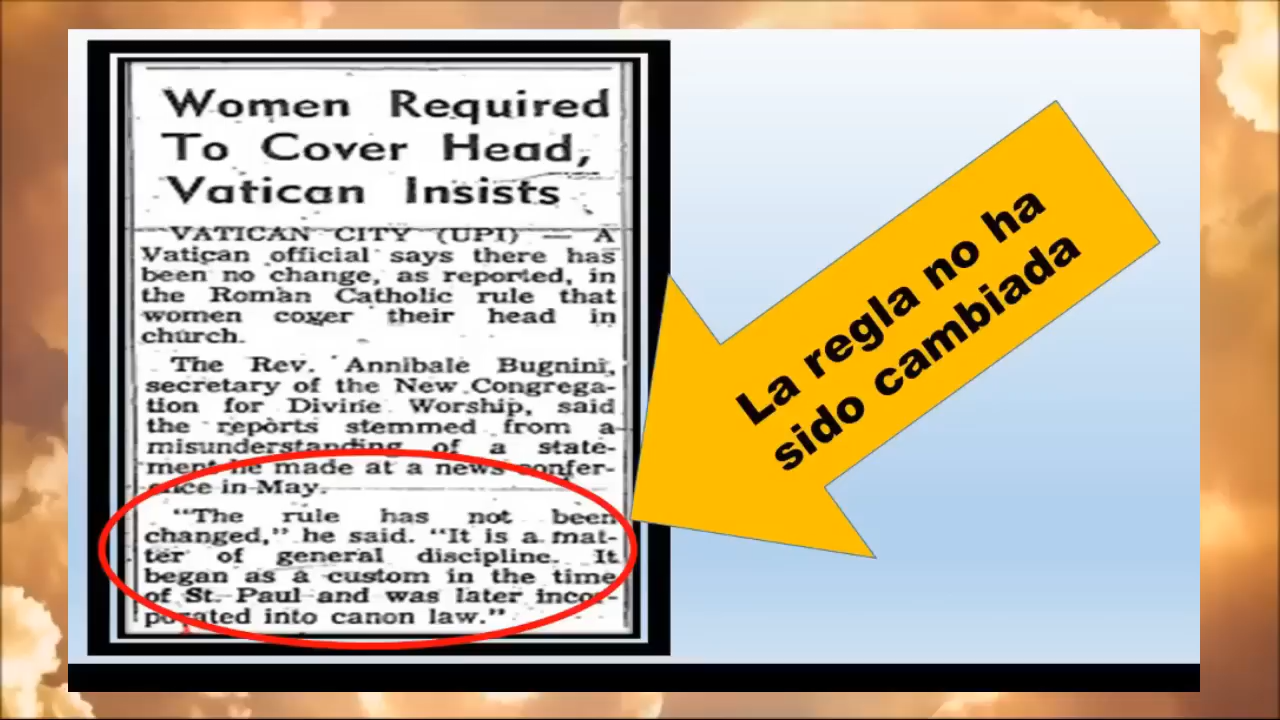 Women Required
To Cover Head,
Vatican Insists
VATICAN CITY (UPI) — A
Vatican official says there has
been no change, as reported, in
the Roman Catholic rule that
women cover their head in
church.
The Rev. Annibale Bugnini,
secretary of the New Congrega-
tion for Divine Worship, said
the reports stemmed from a
misunderstanding of a state-
ment he made at a news confer-
ence in May.
"The rule has not been
changed," he said. "It is a mat-
ter of general discipline. It
began as a custom in the time
of St. Paul and was later incor-
porated into canon law."
La regla no ha
sido cambiada